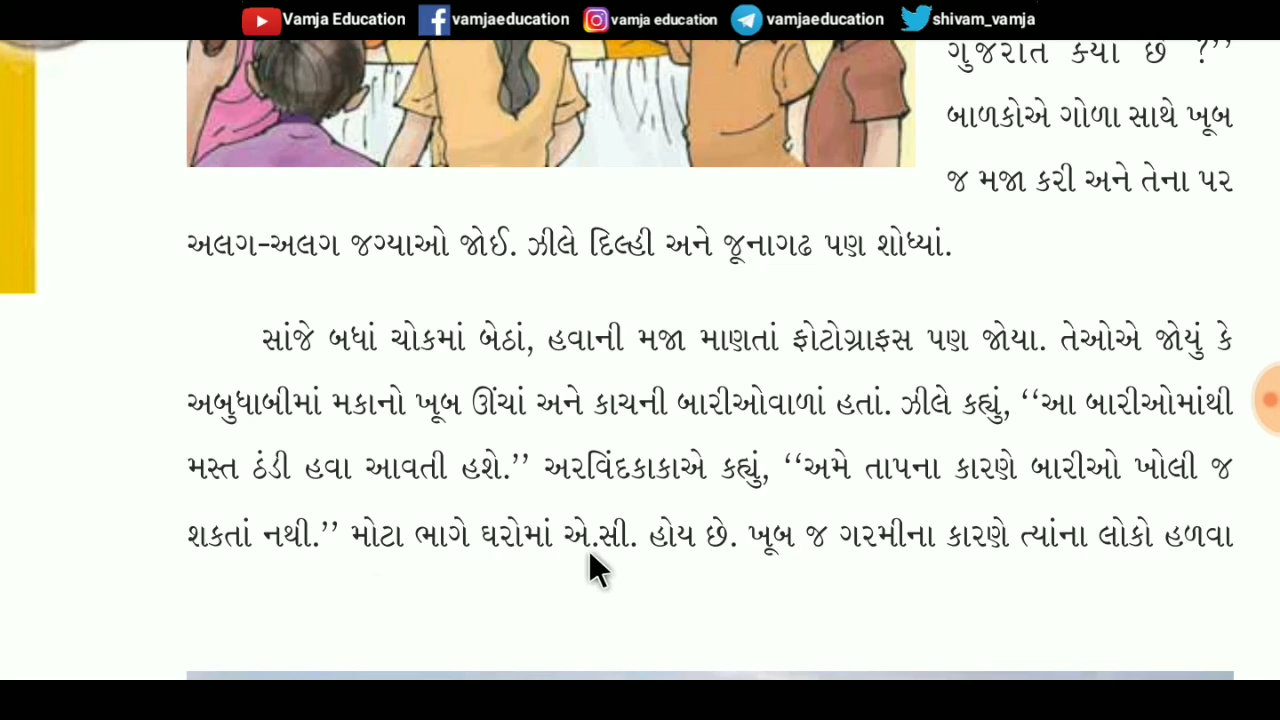 Vamja Education vamjaeducation vamja education vamjaeducation shivam_vamja
ગુજરાત ક્યાં છે ?’’
બાળકોએ ગોળા સાથે ખૂબ
જ મજા કરી અને તેના પર
અલગ-અલગ જગ્યાઓ જોઈ. ઝીલે દિલ્હી અને જૂનાગઢ પણ શોધ્યાં.
સાંજે બધાં ચોકમાં બેઠાં, હવાની મજા માણતાં ફોટોગ્રાફસ પણ જોયા. તેઓએ જોયું કે
અબુધાબીમાં મકાનો ખૂબ ઊંચાં અને કાચની બારીઓવાળાં હતાં. ઝીલે કહ્યું, ‘‘આ બારીઓમાંથી
મસ્ત ઠંડી હવા આવતી હશે.’’ અરવિંદકાકાએ કહ્યું, ‘‘અમે તાપના કારણે બારીઓ ખોલી જ
શકતાં નથી.’’ મોટા ભાગે ઘરોમાં એ.સી. હોય છે. ખૂબ જ ગરમીના કારણે ત્યાંના લોકો હળવા